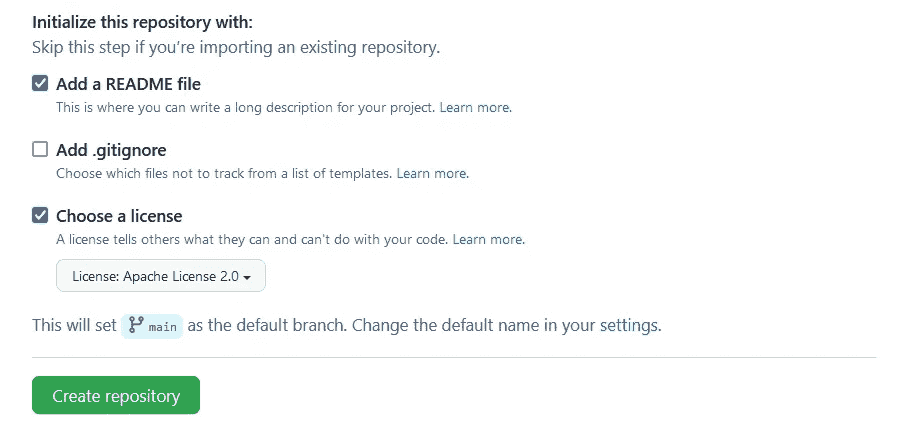 Initialize this repository with:
Skip this step if you're importing an existing repository.
Add a README file
This is where you can write a long description for your project. Learn more.
Add .gitignore
Choose which files not to track from a list of templates. Learn more.
Choose a license
A license tells others what they can and can't do with your code. Learn more.
License: Apache License 2.0
This will set main as the default branch. Change the default name in your settings.
Create repository